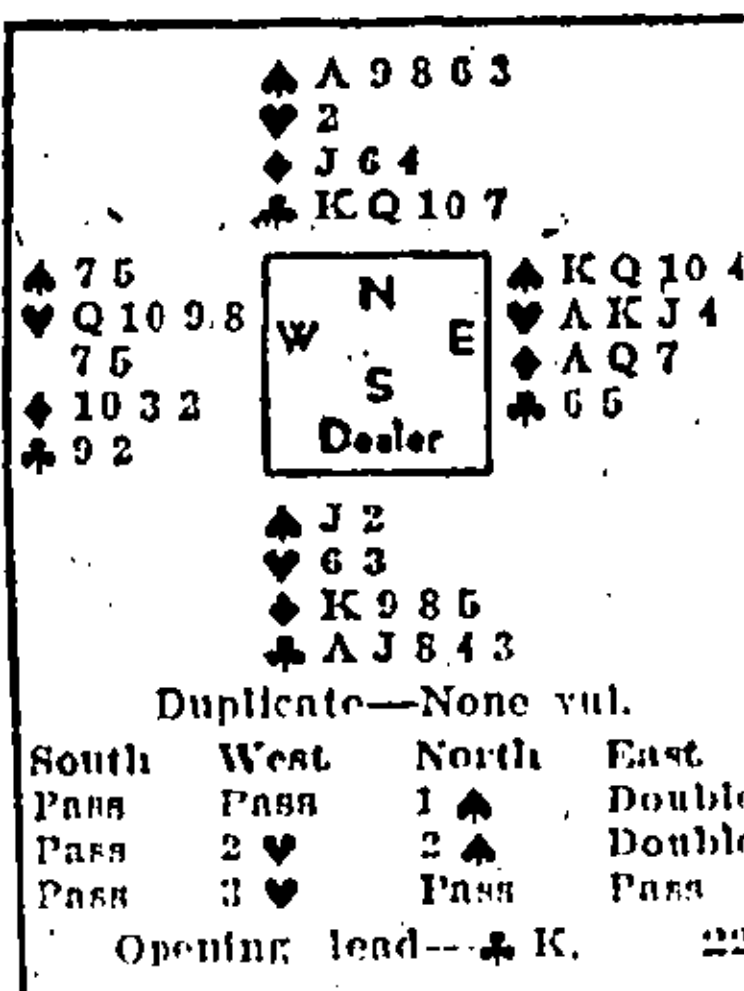 ♠ A 9 8 6 3
♥ 2
♦ J 6 4
♣ K Q 10 7
♠ 7 5
♥ Q 10 9 8
7 5
♦ 10 3 2
♣ 9 2
N
W E
S
Dealer
♠ K Q 10 4
♥ A K J 4
♦ A Q 7
♣ 6 5
♠ J 2
♥ 6 3
♦ K 9 8 5
♣ A J 8 4 3
Duplicate—None vul.
South West North East
Pass Pass 1 ♠ Double
Pass 2 ♥ 2 ♠ Double
Pass 3 ♥ Pass Pass
Opening lead—♣ K. 22